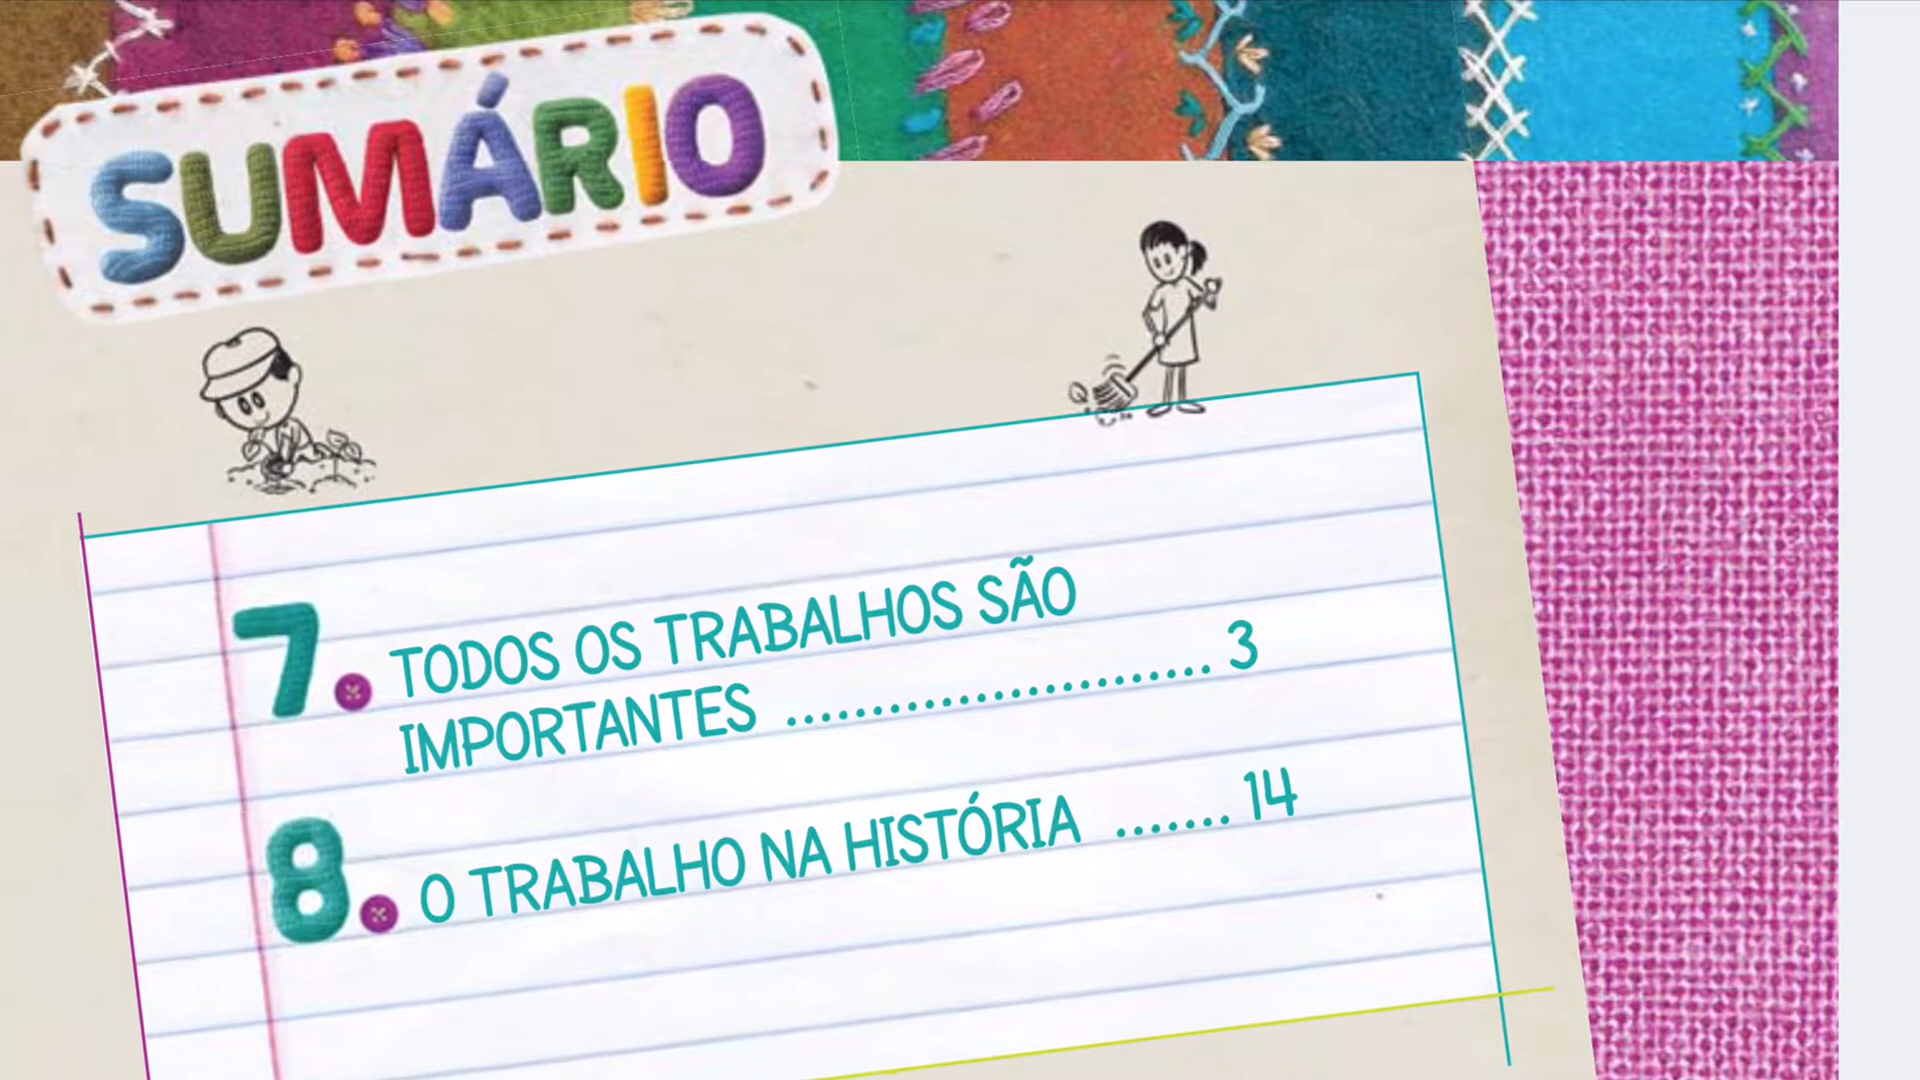 SUMÁRIO
7. TODOS OS TRABALHOS SÃO
IMPORTANTES ........................ 3
8. O TRABALHO NA HISTÓRIA ....... 14